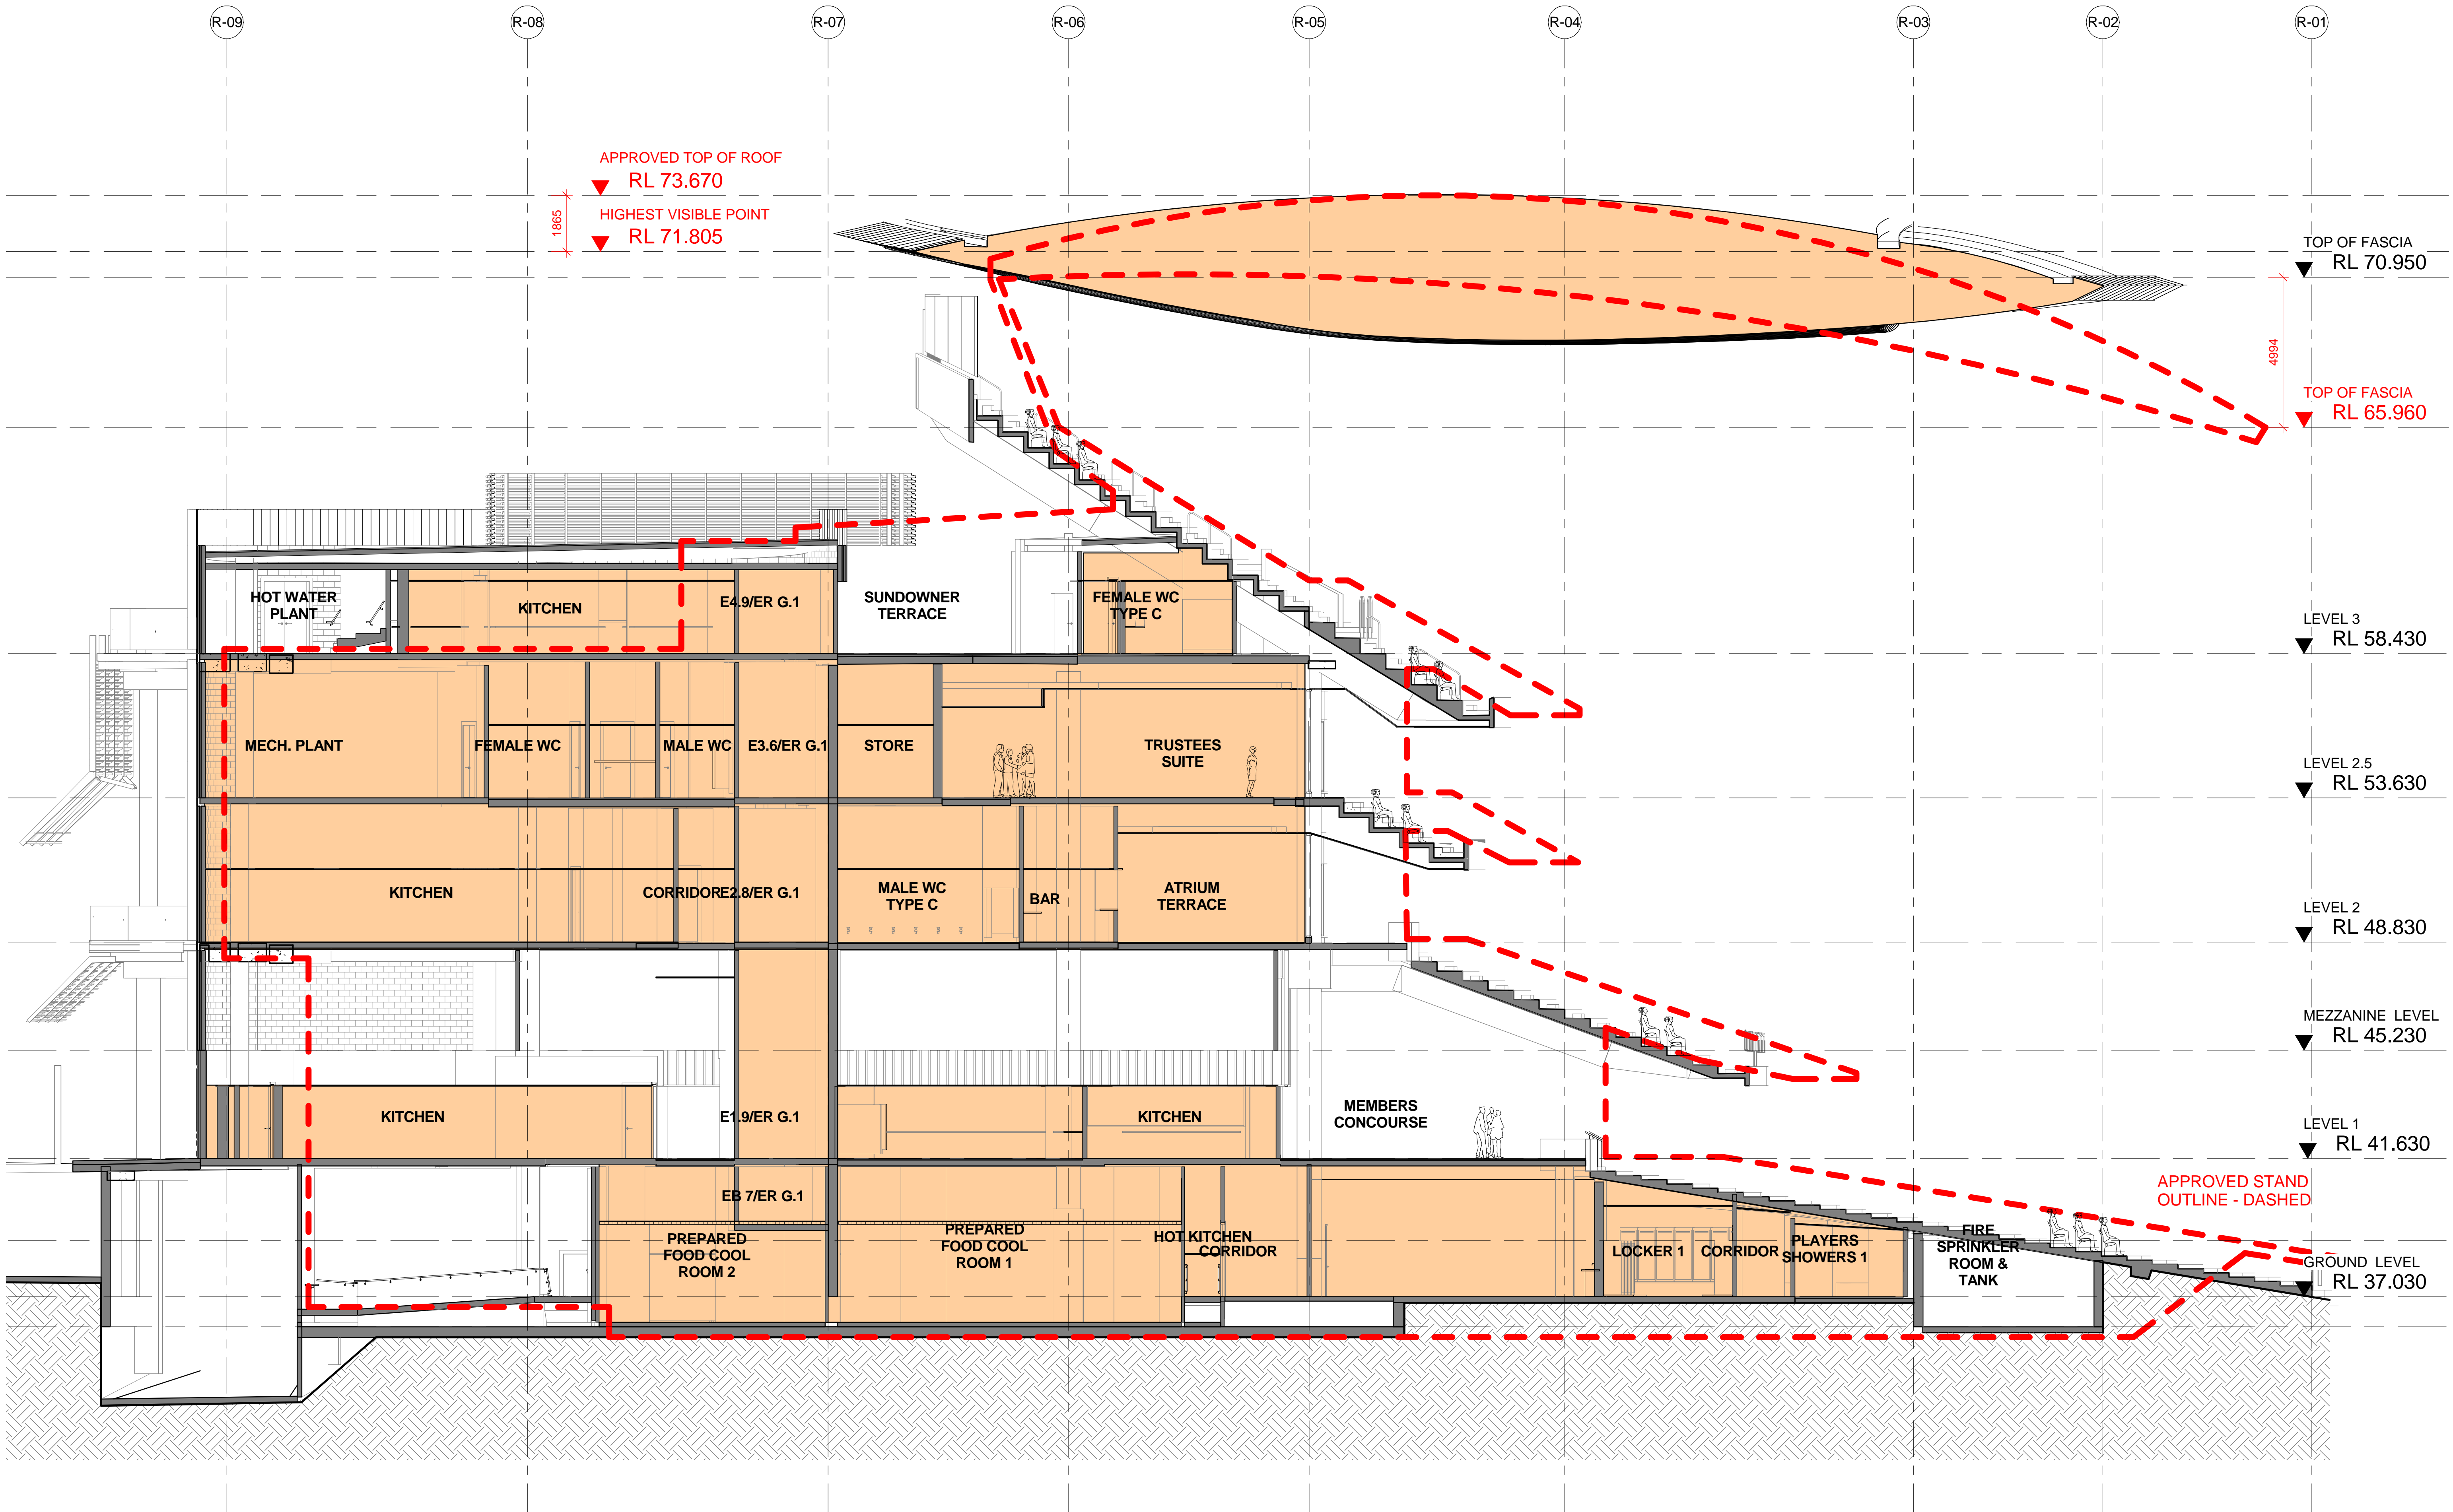 R-09 R-08 R-07 R-06 R-05 R-04 R-03 R-02 R-01
APPROVED TOP OF ROOF
RL 73.670
1865
HIGHEST VISIBLE POINT
RL 71.805
TOP OF FASCIA
RL 70.950
4994
TOP OF FASCIA
RL 65.960
HOT WATER
PLANT
KITCHEN
E4.9/ER G.1
SUNDOWNER
TERRACE
FEMALE WC
TYPE C
LEVEL 3
RL 58.430
MECH. PLANT
FEMALE WC
MALE WC
E3.6/ER G.1
STORE
TRUSTEES
SUITE
LEVEL 2.5
RL 53.630
KITCHEN
CORRIDOR
E2.8/ER G.1
MALE WC
TYPE C
BAR
ATRIUM
TERRACE
LEVEL 2
RL 48.830
MEZZANINE LEVEL
RL 45.230
KITCHEN
E1.9/ER G.1
KITCHEN
MEMBERS
CONCOURSE
LEVEL 1
RL 41.630
APPROVED STAND
OUTLINE - DASHED
EB 7/ER G.1
PREPARED
FOOD COOL
ROOM 2
PREPARED
FOOD COOL
ROOM 1
HOT KITCHEN
CORRIDOR
LOCKER 1
CORRIDOR
PLAYERS
SHOWERS 1
FIRE
SPRINKLER
ROOM &
TANK
GROUND LEVEL
RL 37.030